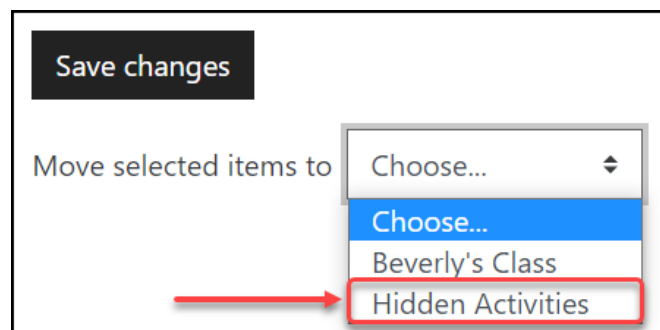 Save changes
Move selected items to Choose...
Choose...
Beverly's Class
Hidden Activities